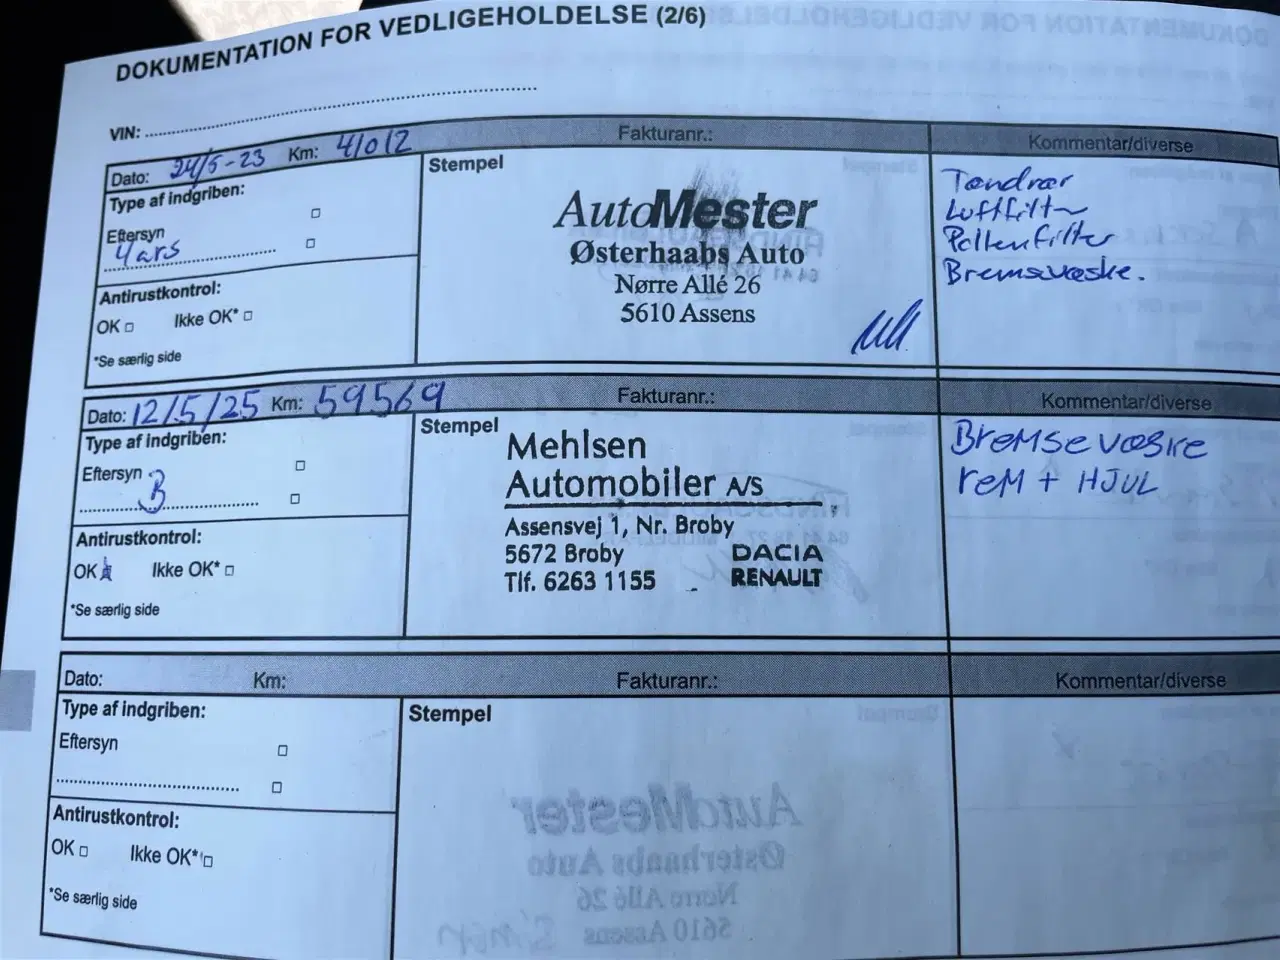 DOKUMENTATION FOR VEDLIGEHOLDELSE (2/6)
VIN:
Dato: 24/5-23 Km: 41012 Fakturanr.: Kommentar/diverse
Type af indgriben:
Eftersyn
4 års
Antirustkontrol:
OK Ikke OK*
*Se særlig side
Stempel
AutoMester
Østerhaabs Auto
Nørre Allé 26
5610 Assens
Tændrør
Luftfilter
Pollenfilter
Bremsevæske.
Dato: 12/5/25 Km: 59569 Fakturanr.: Kommentar/diverse
Type af indgriben:
Eftersyn
B
Antirustkontrol:
OK Ikke OK*
*Se særlig side
Stempel
Mehlsen
Automobiler A/S
Assensvej 1, Nr. Broby
5672 Broby DACIA
Tlf. 6263 1155 RENAULT
BREMSEVÆSKE
reM + HJUL
Dato: Km: Fakturanr.: Kommentar/diverse
Type af indgriben:
Eftersyn
Antirustkontrol:
OK Ikke OK*
*Se særlig side
Stempel